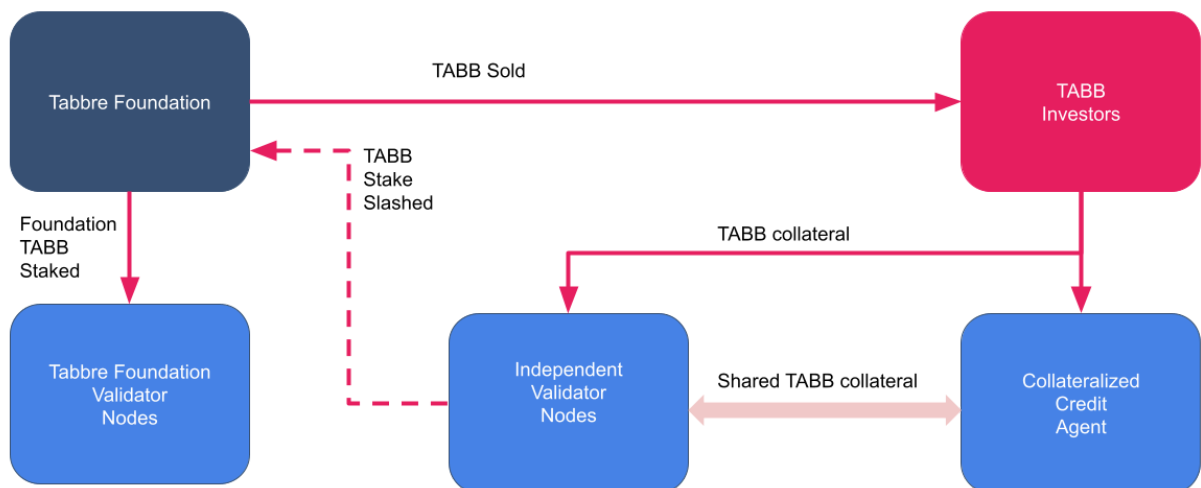 Tabbre Foundation
TABB Sold
TABB
Investors
TABB
Stake
Slashed
Foundation
TABB
Staked
TABB collateral
Tabbre Foundation
Validator
Nodes
Independent
Validator
Nodes
Shared TABB collateral
Collateralized
Credit
Agent